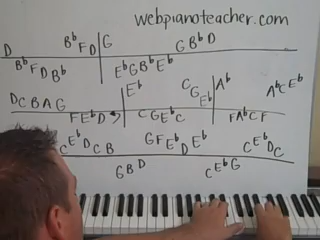 webpianoteacher.com
D B♭ F D G G B♭ D
B♭ F D B♭ E♭ G B♭ E♭
D C B A G E♭ C G E♭ A♭ A♭ C E♭
F E♭ D C G E♭ C F A♭ C F
C E♭ D C B G F E♭ D E♭ C E♭ D C
G B D C E♭ G